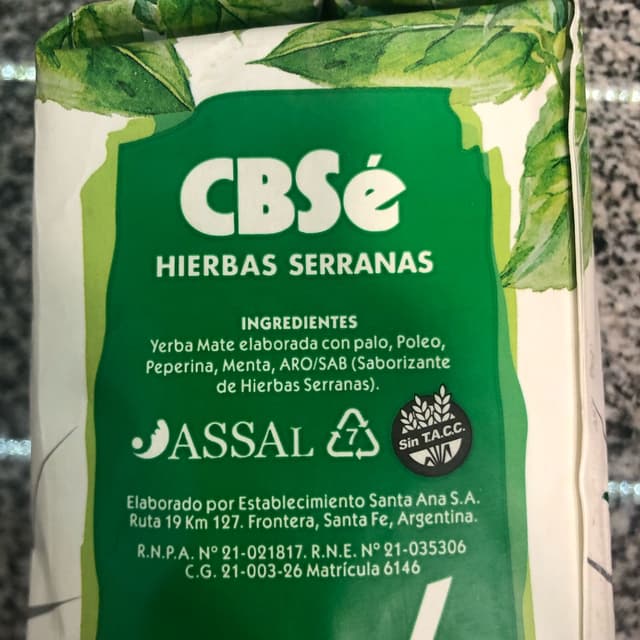 CBSé
HIERBAS SERRANAS
INGREDIENTES
Yerba Mate elaborada con palo, Poleo,
Peperina, Menta, ARO/SAB (Saborizante
de Hierbas Serranas).
ASSAL 7 Sin T.A.C.C.
Elaborado por Establecimiento Santa Ana S.A.
Ruta 19 Km 127. Frontera, Santa Fe, Argentina.
R.N.P.A. Nº 21-021817. R.N.E. Nº 21-035306
C.G. 21-003-26 Matrícula 6146